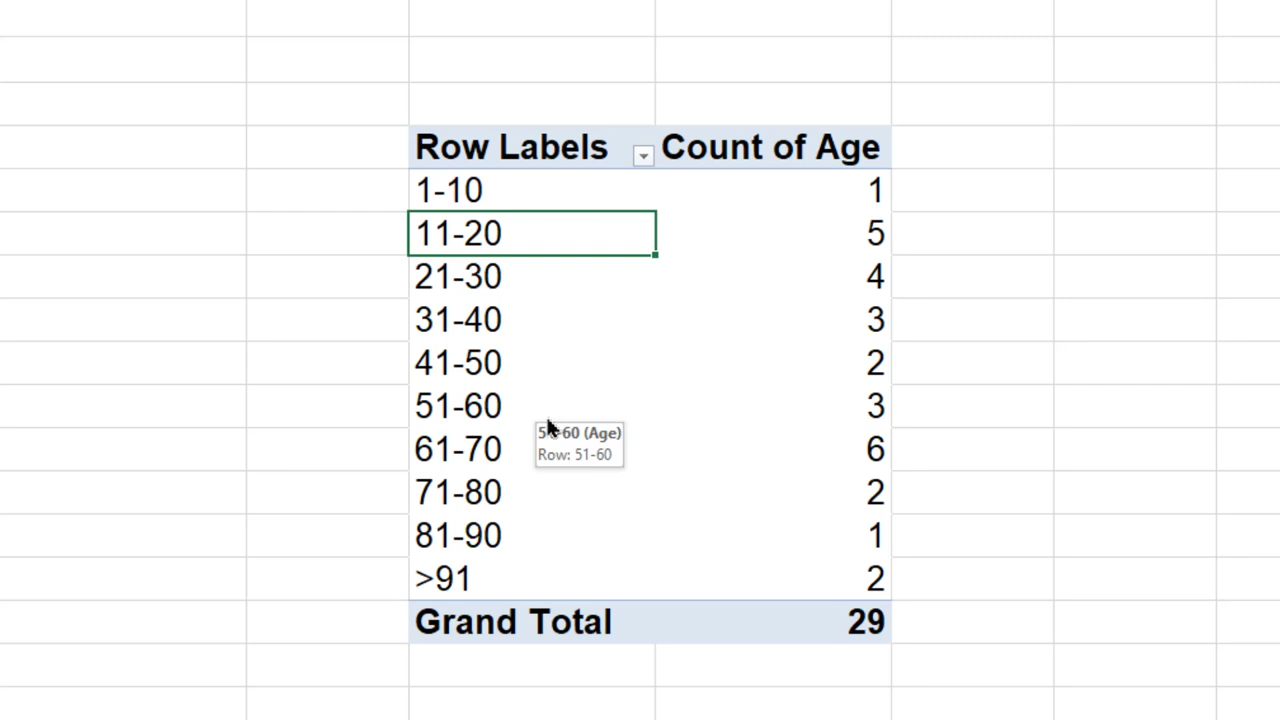 Row Labels Count of Age
1-10 1
11-20 5
21-30 4
31-40 3
41-50 2
51-60 3
(Age)
Row: 51-60
61-70 6
71-80 2
81-90 1
>91 2
Grand Total 29